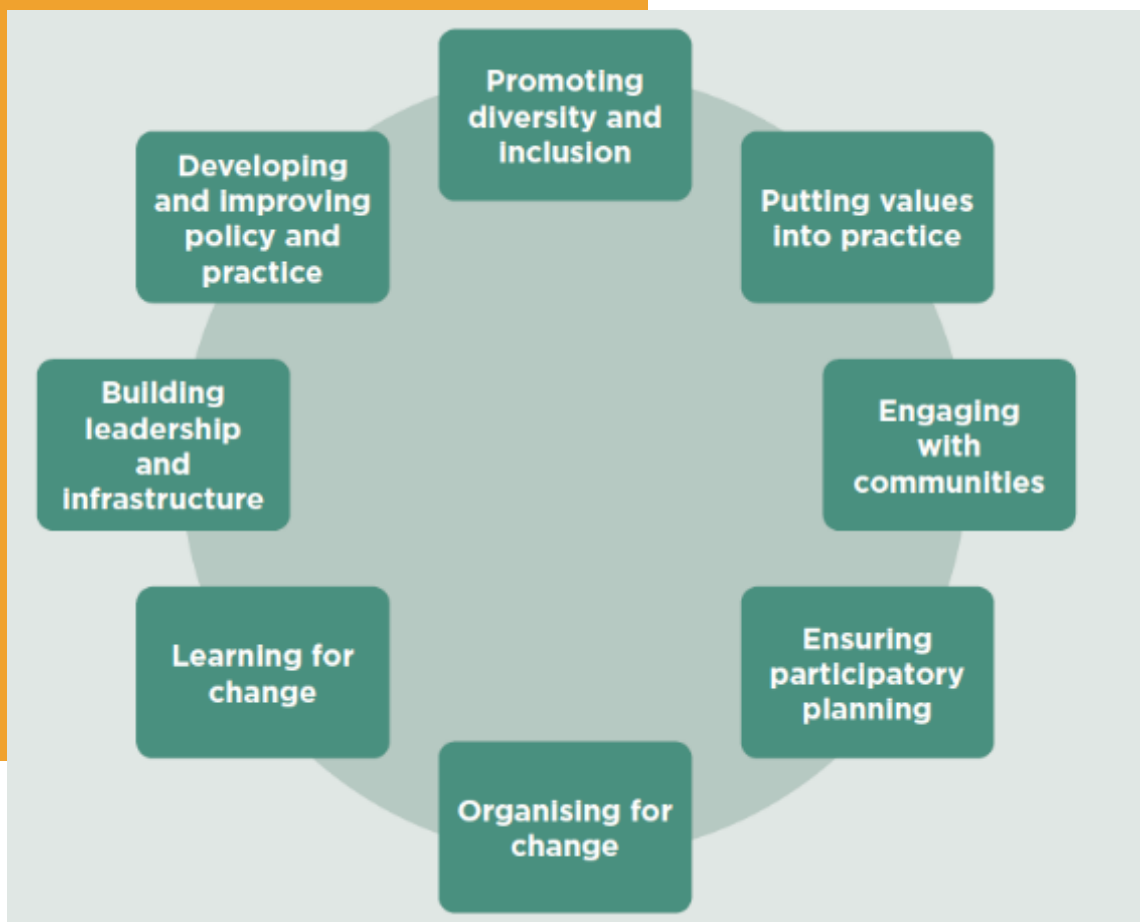 Promoting
diversity and
inclusion
Putting values
into practice
Engaging
with
communities
Ensuring
participatory
planning
Organising for
change
Learning for
change
Building
leadership
and
infrastructure
Developing
and improving
policy and
practice